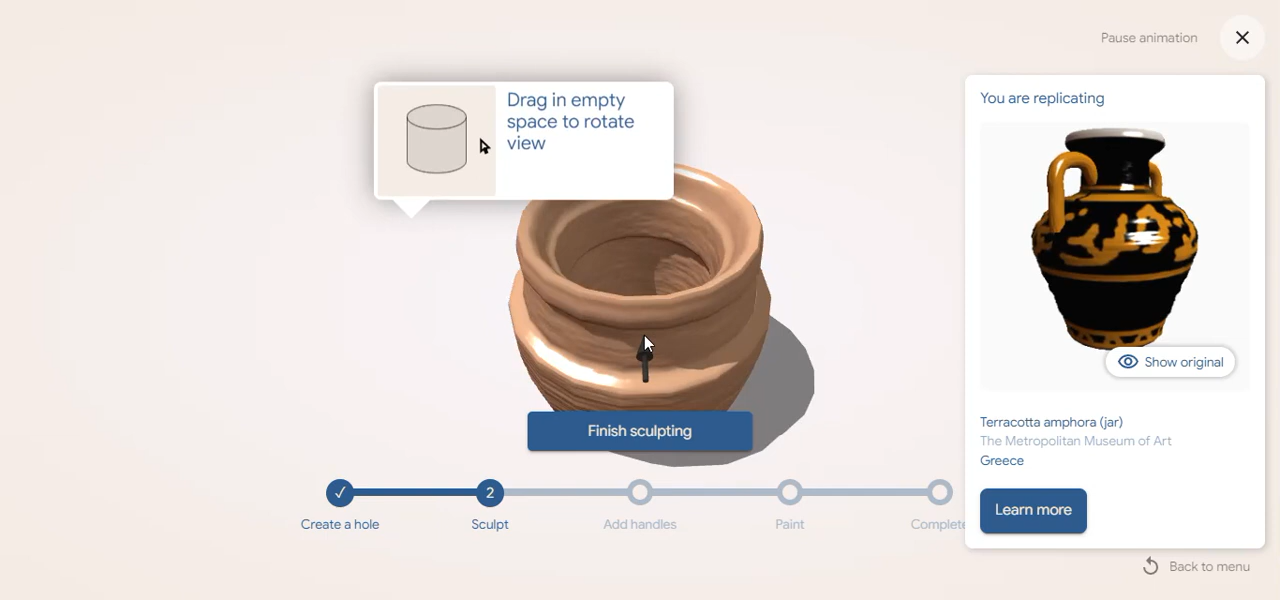 Pause animation
Drag in empty
space to rotate
view
You are replicating
Show original
Terracotta amphora (jar)
The Metropolitan Museum of Art
Greece
Learn more
Finish sculpting
2
Create a hole
Sculpt
Add handles
Paint
Complete
Back to menu